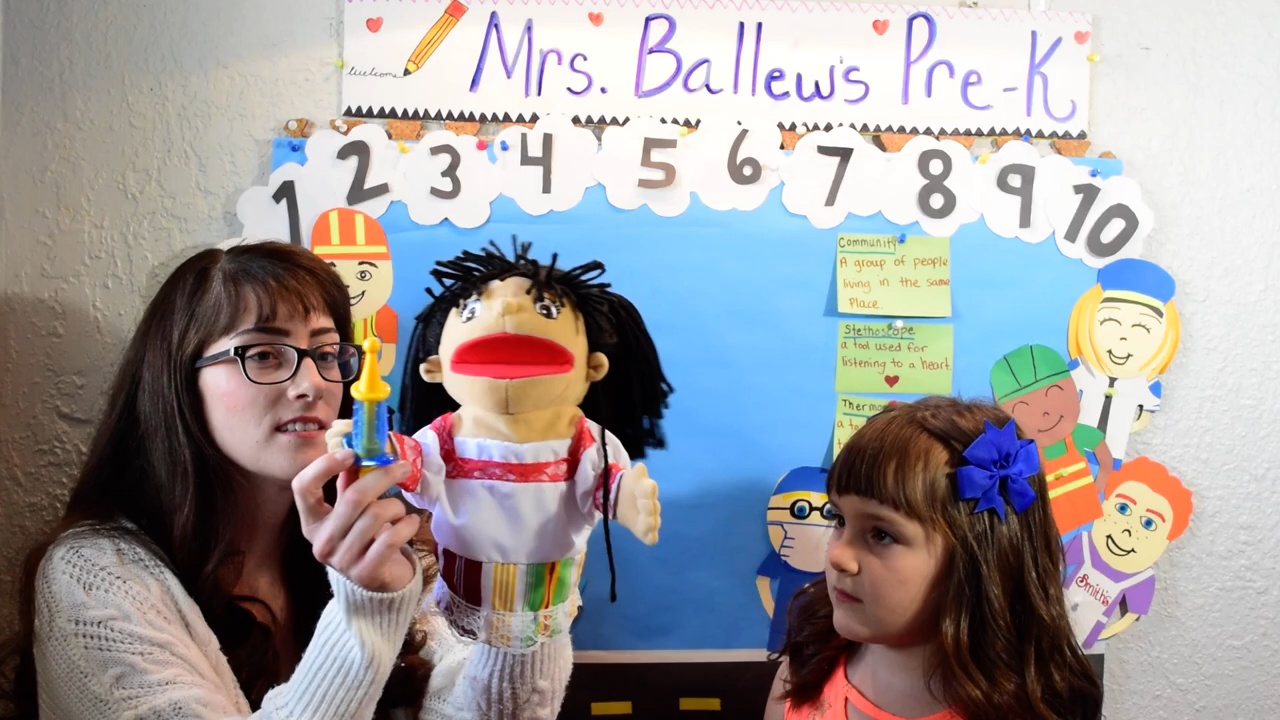 welcome
Mrs. Ballew's Pre-K
1 2 3 4 5 6 7 8 9 10
Community
A group of people
living in the same
Place.
Stethoscope
a tool used for
listening to a heart.
a
Smith's